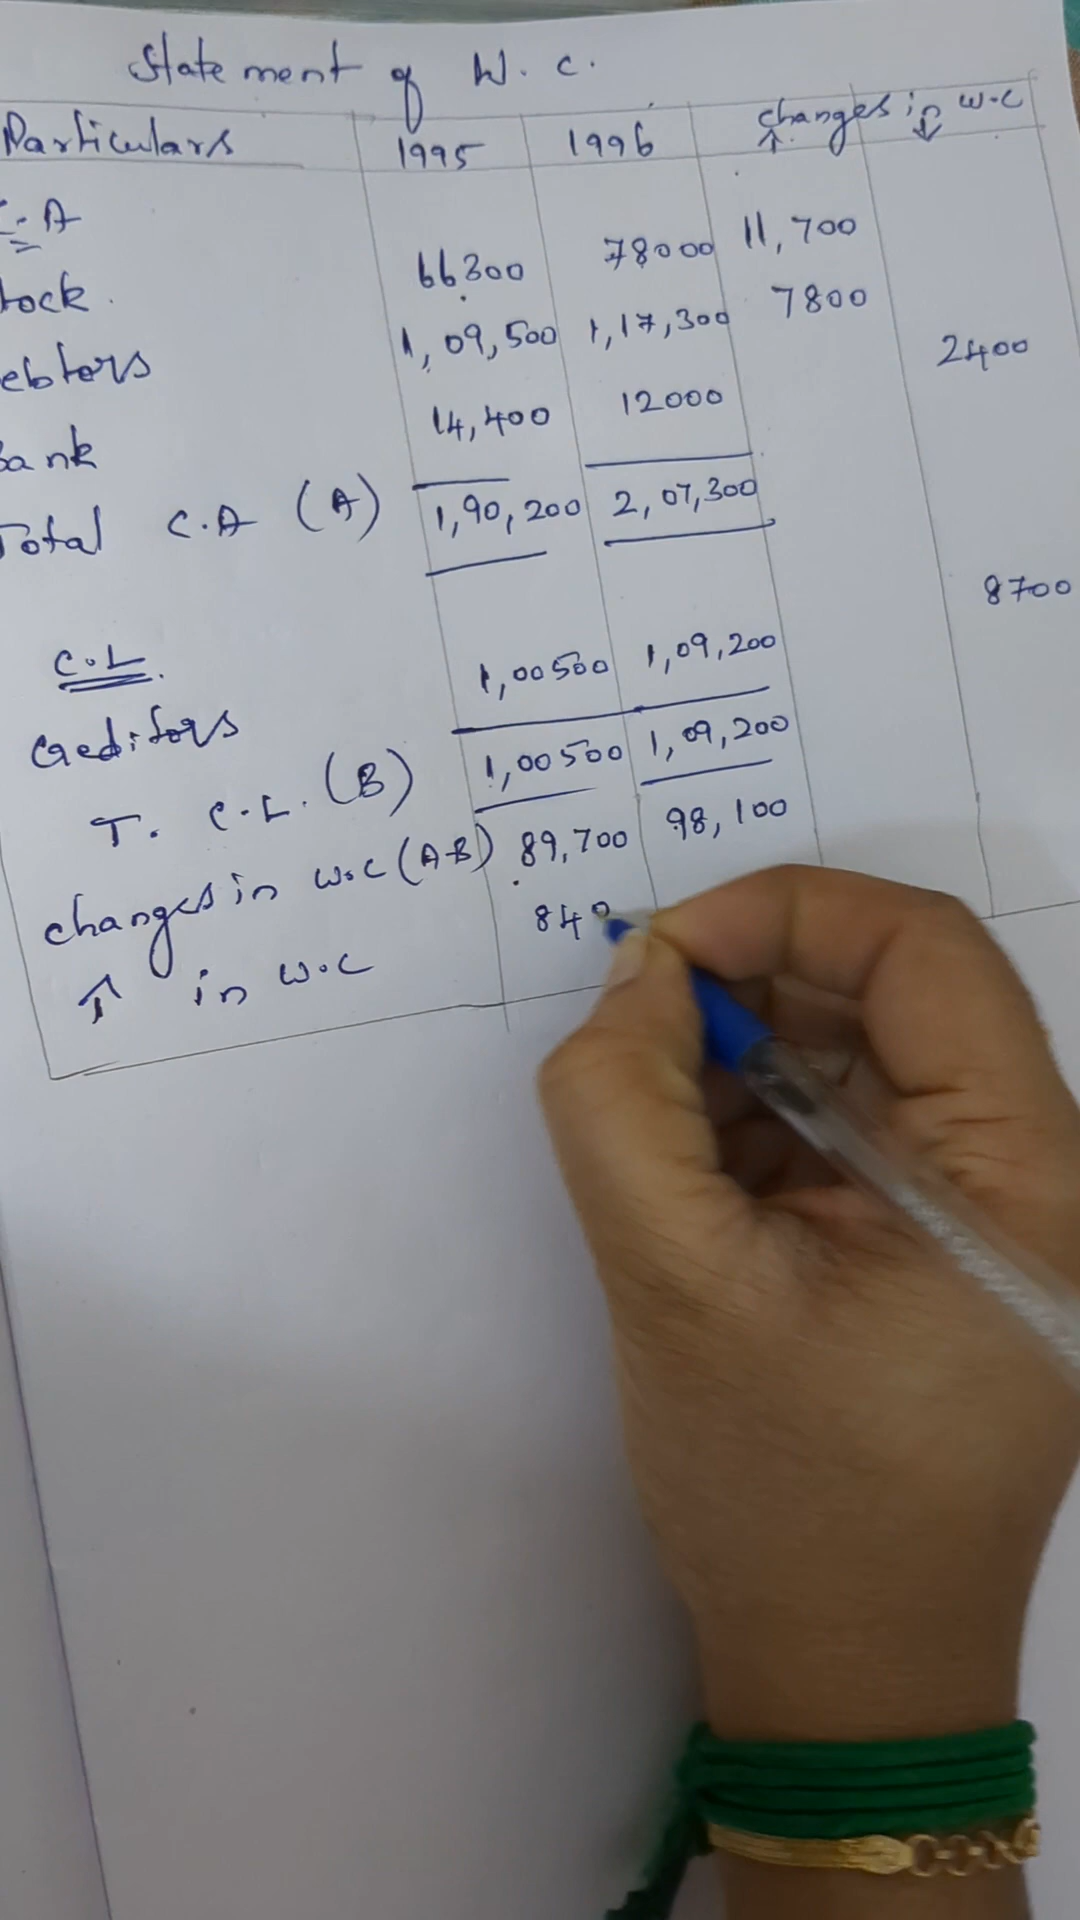 Statement of W.C.
Particulars 1995 1996 changes in W.C
↑ ↓
C.A
tock 66300 78000 11,700
ebtors 1,09,500 1,17,300 7800
Bank 14,400 12000 2400
Total C.A (A) 1,90,200 2,07,300
C.L
Creditors 1,00500 1,09,200 8700
T. C.L. (B) 1,00500 1,09,200
changes in W.C (A-B) 89,700 98,100
↑ in W.C 840